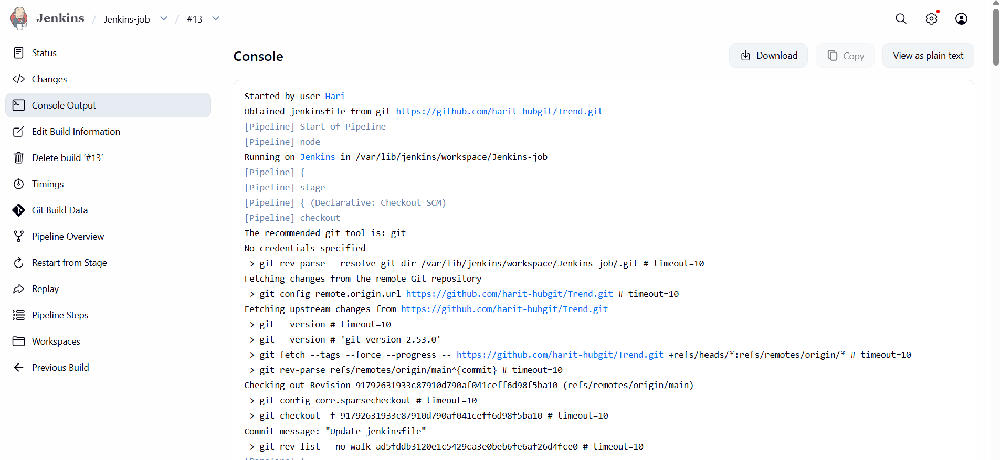 Jenkins / Jenkins-job / #13
Status
Changes
Console Output
Edit Build Information
Delete build ‘#13’
Timings
Git Build Data
Pipeline Overview
Restart from Stage
Replay
Pipeline Steps
Workspaces
Previous Build
Console
Download
Copy
View as plain text
Started by user Hari
Obtained jenkinsfile from git https://github.com/harit-hubgit/Trend.git
[Pipeline] Start of Pipeline
[Pipeline] node
Running on Jenkins in /var/lib/jenkins/workspace/Jenkins-job
[Pipeline] {
[Pipeline] stage
[Pipeline] { (Declarative: Checkout SCM)
[Pipeline] checkout
The recommended git tool is: git
No credentials specified
> git rev-parse --resolve-git-dir /var/lib/jenkins/workspace/Jenkins-job/.git # timeout=10
Fetching changes from the remote Git repository
> git config remote.origin.url https://github.com/harit-hubgit/Trend.git # timeout=10
Fetching upstream changes from https://github.com/harit-hubgit/Trend.git
> git --version # timeout=10
> git --version # 'git version 2.53.0'
> git fetch --tags --force --progress -- https://github.com/harit-hubgit/Trend.git +refs/heads/*:refs/remotes/origin/* # timeout=10
> git rev-parse refs/remotes/origin/main^{commit} # timeout=10
Checking out Revision 91792631933c87910d790af041ceff6d98f5ba10 (refs/remotes/origin/main)
> git config core.sparsecheckout # timeout=10
> git checkout -f 91792631933c87910d790af041ceff6d98f5ba10 # timeout=10
Commit message: "Update jenkinsfile"
> git rev-list --no-walk ad5fddb3120e1c5429ca3e0beb6fe6af26d4fce0 # timeout=10